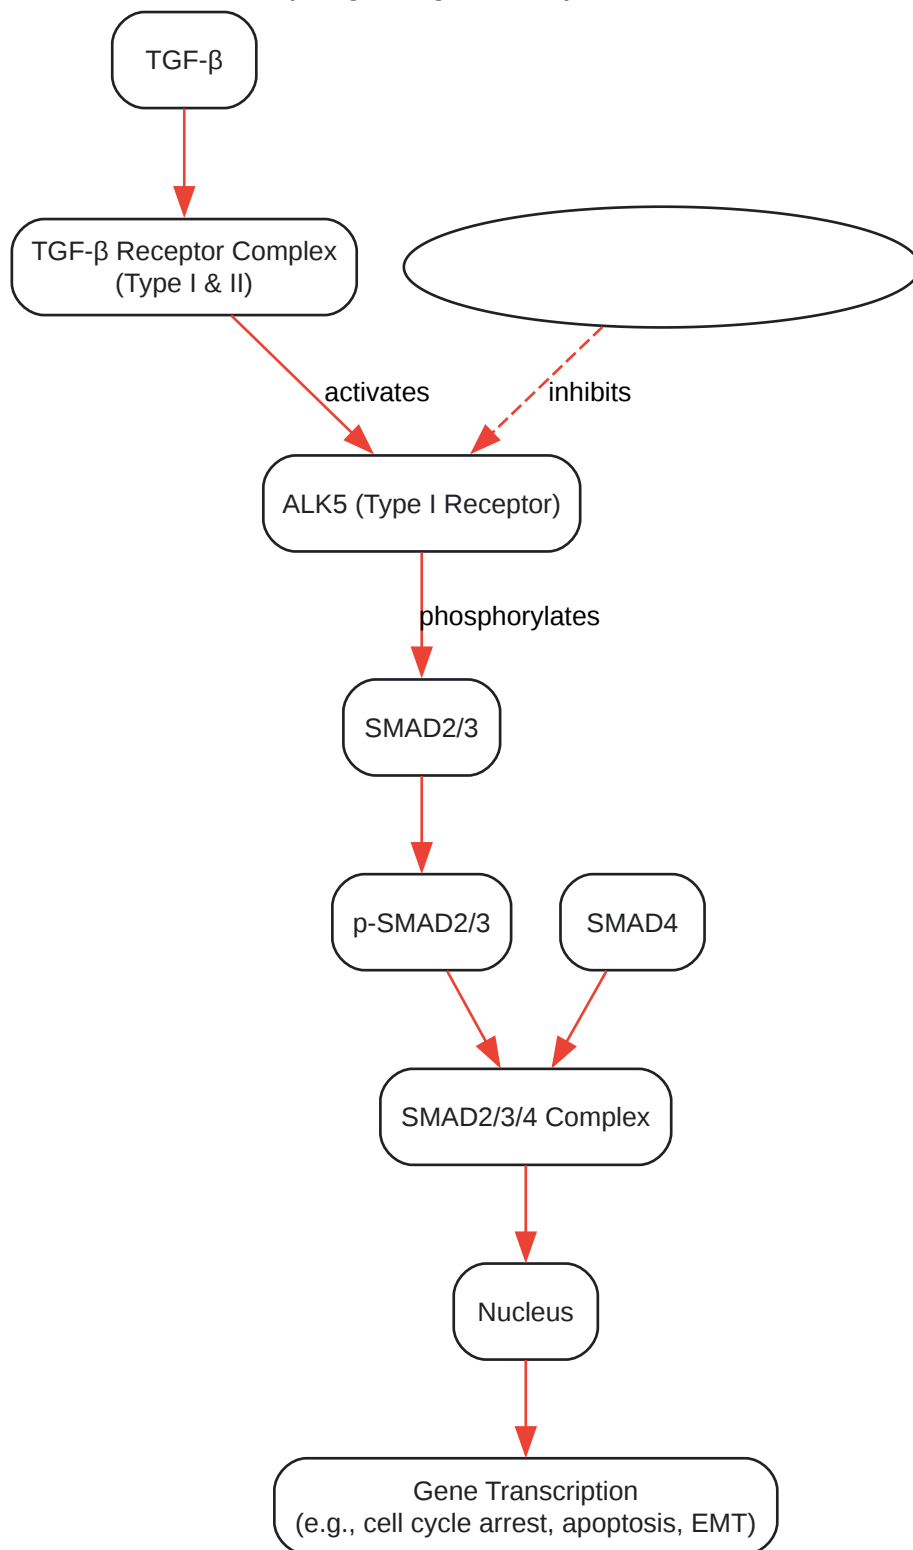 TGF-β
TGF-β Receptor Complex
(Type I & II)
activates
inhibits
ALK5 (Type I Receptor)
phosphorylates
SMAD2/3
p-SMAD2/3
SMAD4
SMAD2/3/4 Complex
Nucleus
Gene Transcription
(e.g., cell cycle arrest, apoptosis, EMT)